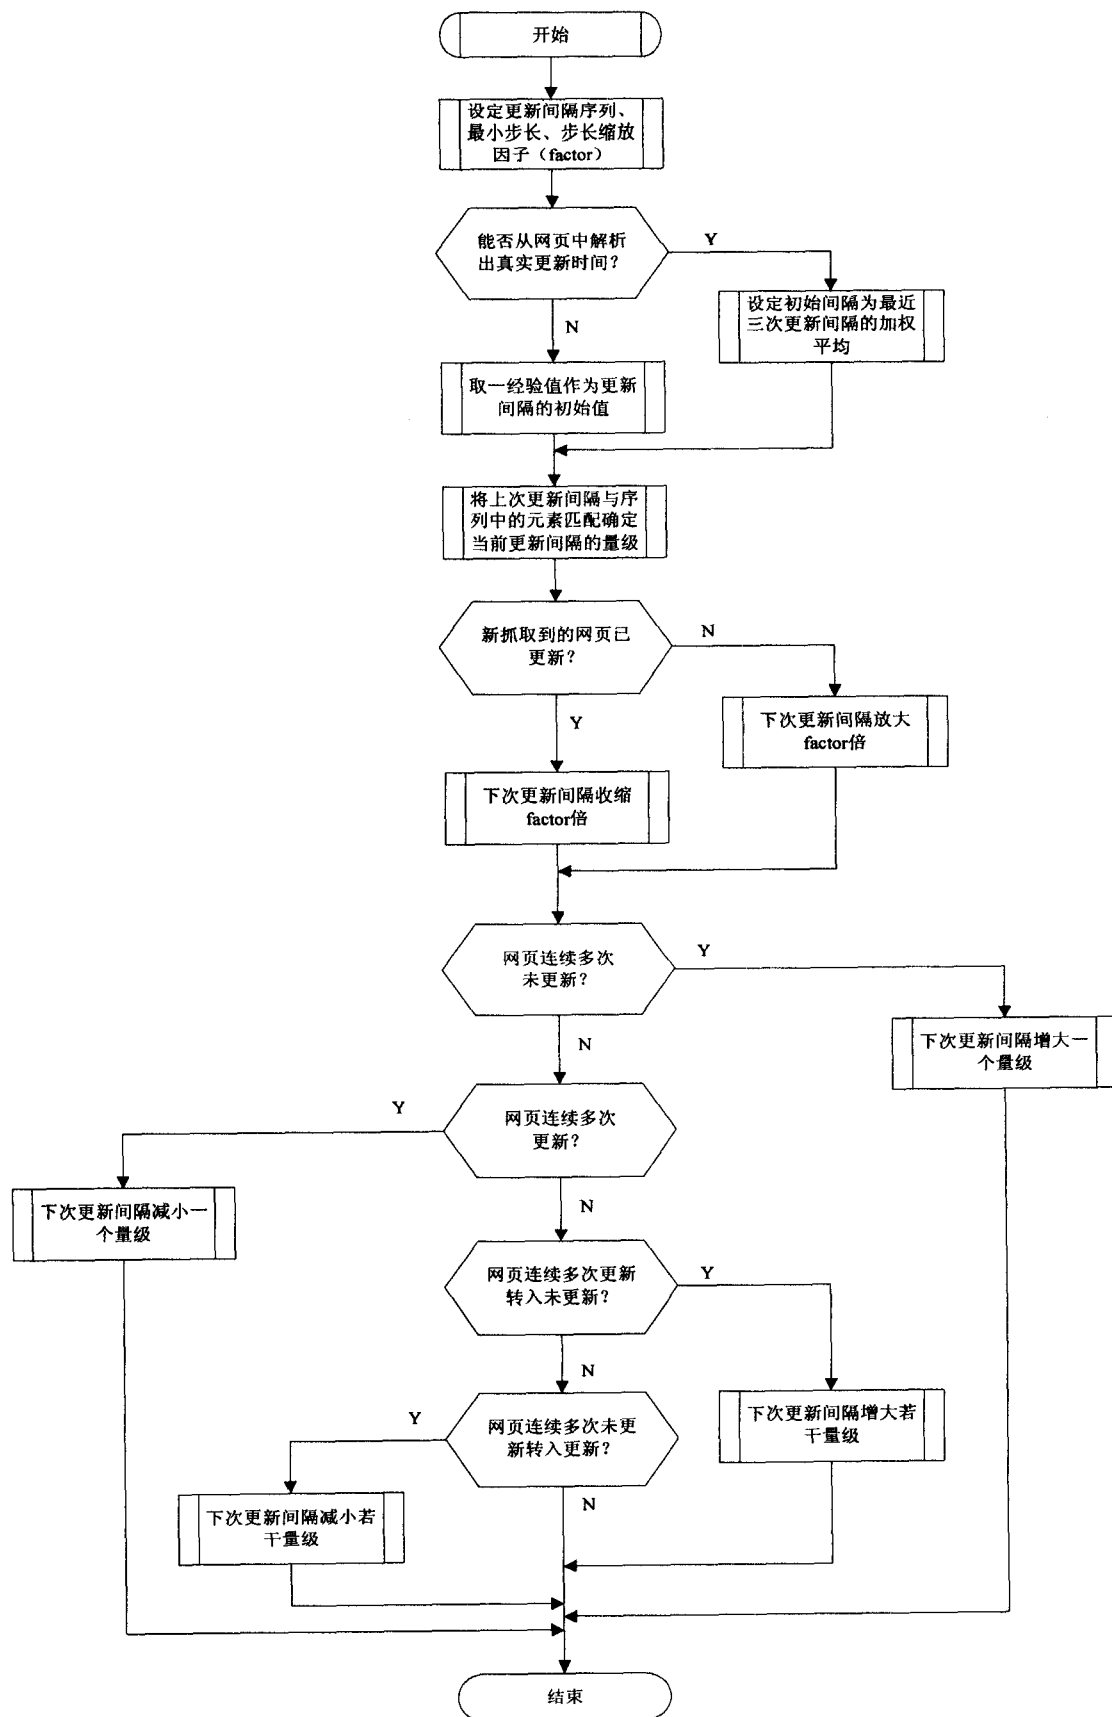 开始
设定更新间隔序列、
最小步长、步长缩放
因子（factor）
能否从网页中解析
出真实更新时间？
Y
设定初始间隔为最近
三次更新间隔的加权
平均
N
取一经验值作为更新
间隔的初始值
将上次更新间隔与序
列中的元素匹配确定
当前更新间隔的量级
新抓取到的网页已
更新？
N
下次更新间隔放大
factor倍
Y
下次更新间隔收缩
factor倍
网页连续多次
未更新？
Y
下次更新间隔增大一
个量级
N
网页连续多次
更新？
Y
下次更新间隔减小一
个量级
N
网页连续多次更新
转入未更新？
Y
下次更新间隔增大若
干量级
N
网页连续多次未更
新转入更新？
Y
下次更新间隔减小若
干量级
N
结束